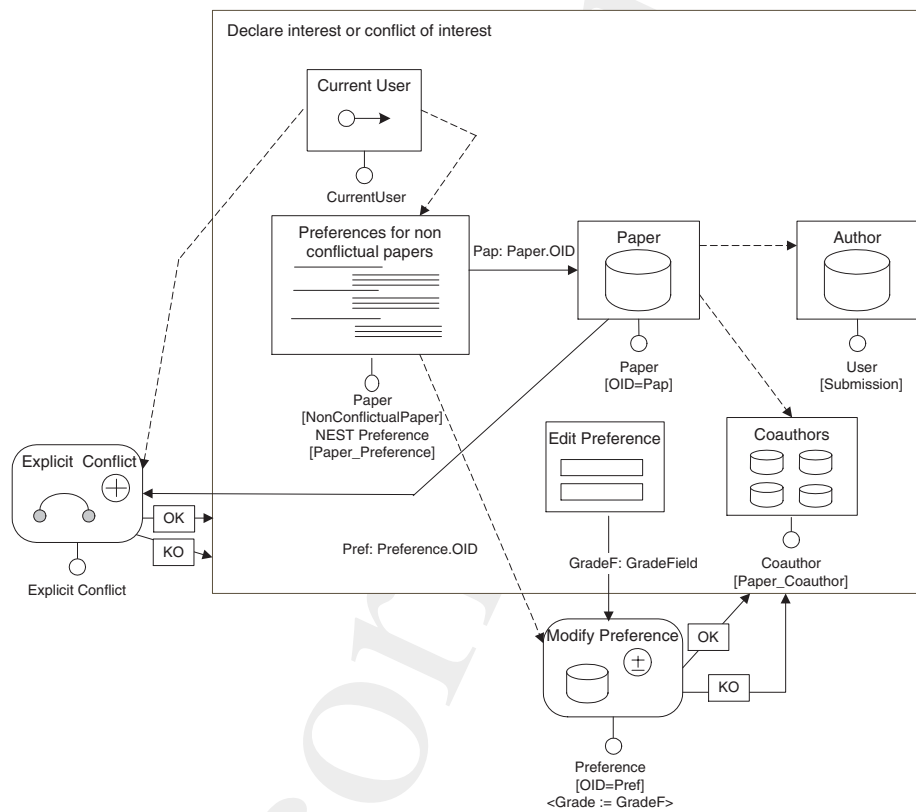 Declare interest or conflict of interest
Current User
CurrentUser
Preferences for non
conflictual papers
Pap: Paper.OID
Paper
Author
Paper
[OID=Pap]
User
[Submission]
Paper
[NonConflictualPaper]
NEST Preference
[Paper_Preference]
Edit Preference
Coauthors
Explicit Conflict
OK
KO
Explicit Conflict
Pref: Preference.OID
GradeF: GradeField
Coauthor
[Paper_Coauthor]
Modify Preference
OK
KO
Preference
[OID=Pref]
<Grade := GradeF>